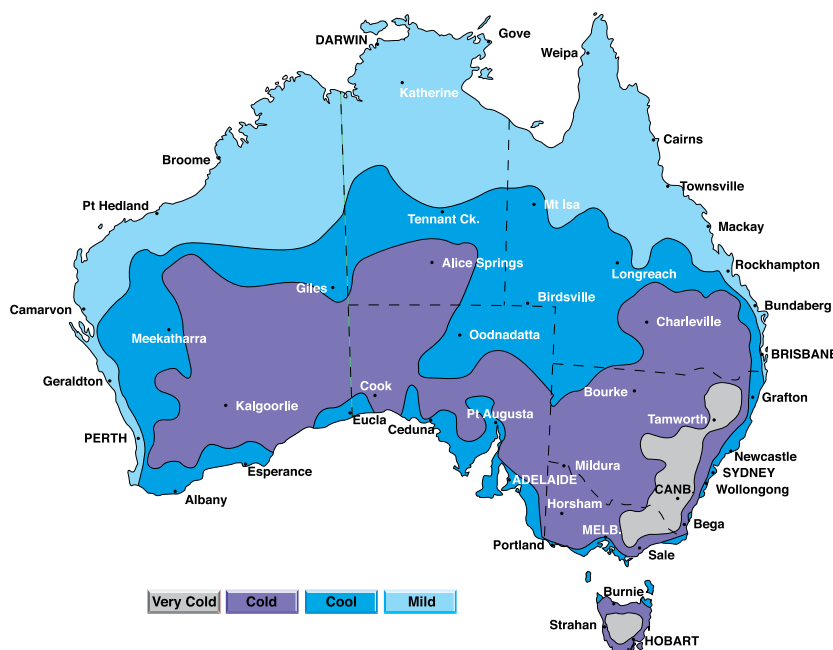 Gove
DARWIN
Weipa
Katherine
Cairns
Broome
Townsville
Pt Hedland
Mt Isa
Tennant Ck.
Mackay
Alice Springs
Rockhampton
Longreach
Giles
Birdsville
Camarvon
Bundaberg
Charleville
Meekatharra
Oodnadatta
BRISBANE
Geraldton
Cook
Bourke
Grafton
Kalgoorlie
Pt Augusta
Eucla
Tamworth
Ceduna
PERTH
Newcastle
Mildura
Esperance
SYDNEY
ADELAIDE
CANB.
Wollongong
Albany
Horsham
Bega
MELB.
Portland
Sale
Burnie
Very Cold
Cold
Cool
Mild
Strahan
HOBART